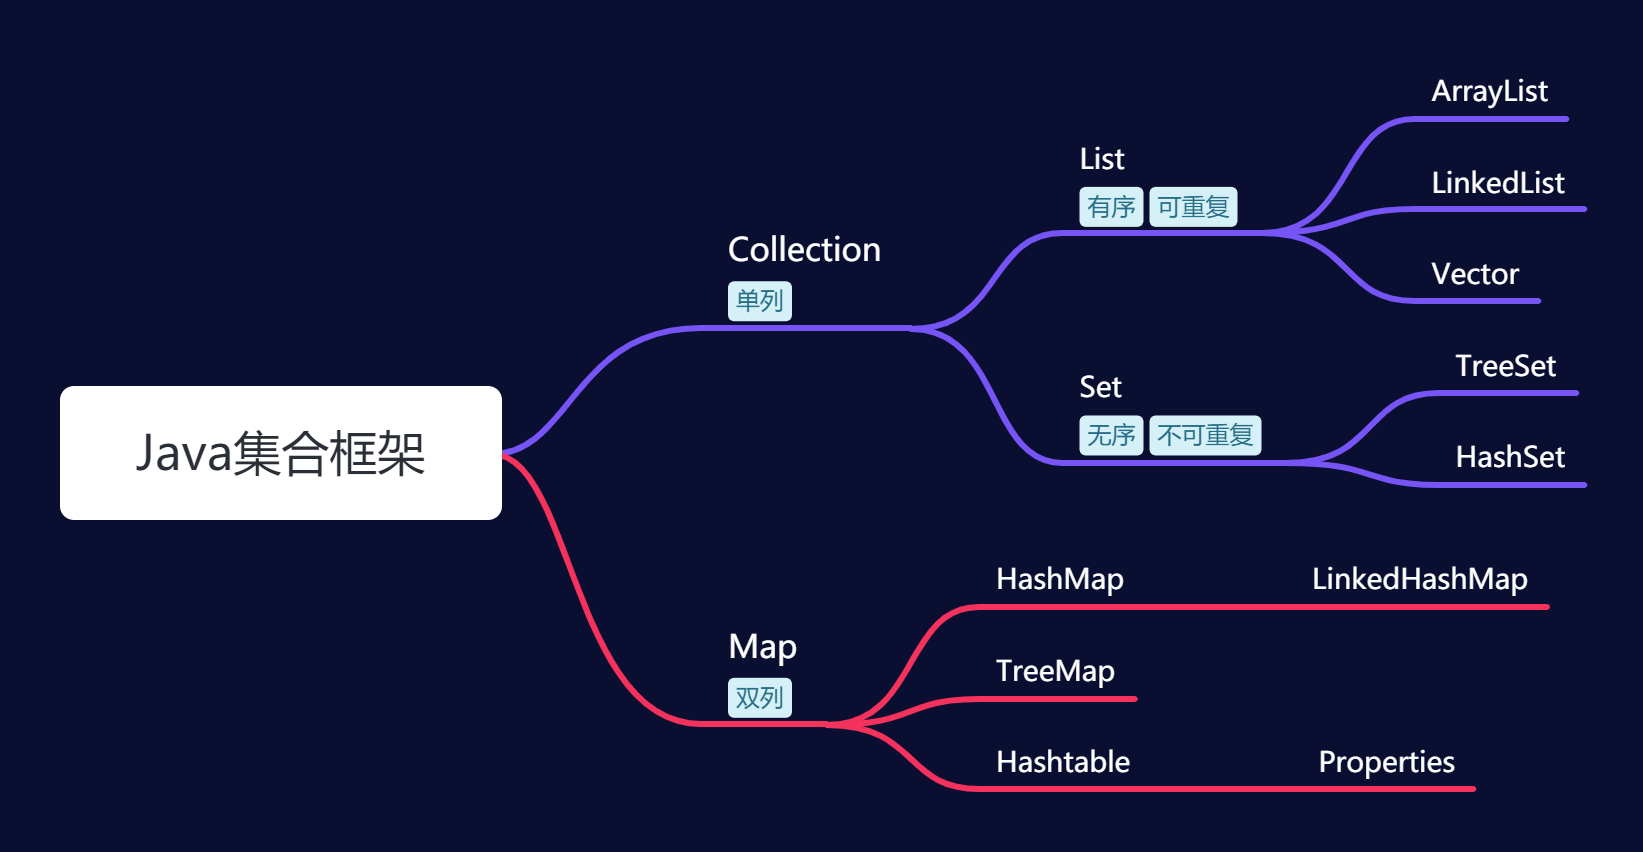 Java集合框架
Collection
单列
List
有序 可重复
ArrayList
LinkedList
Vector
Set
无序 不可重复
TreeSet
HashSet
Map
双列
HashMap
LinkedHashMap
TreeMap
Hashtable
Properties